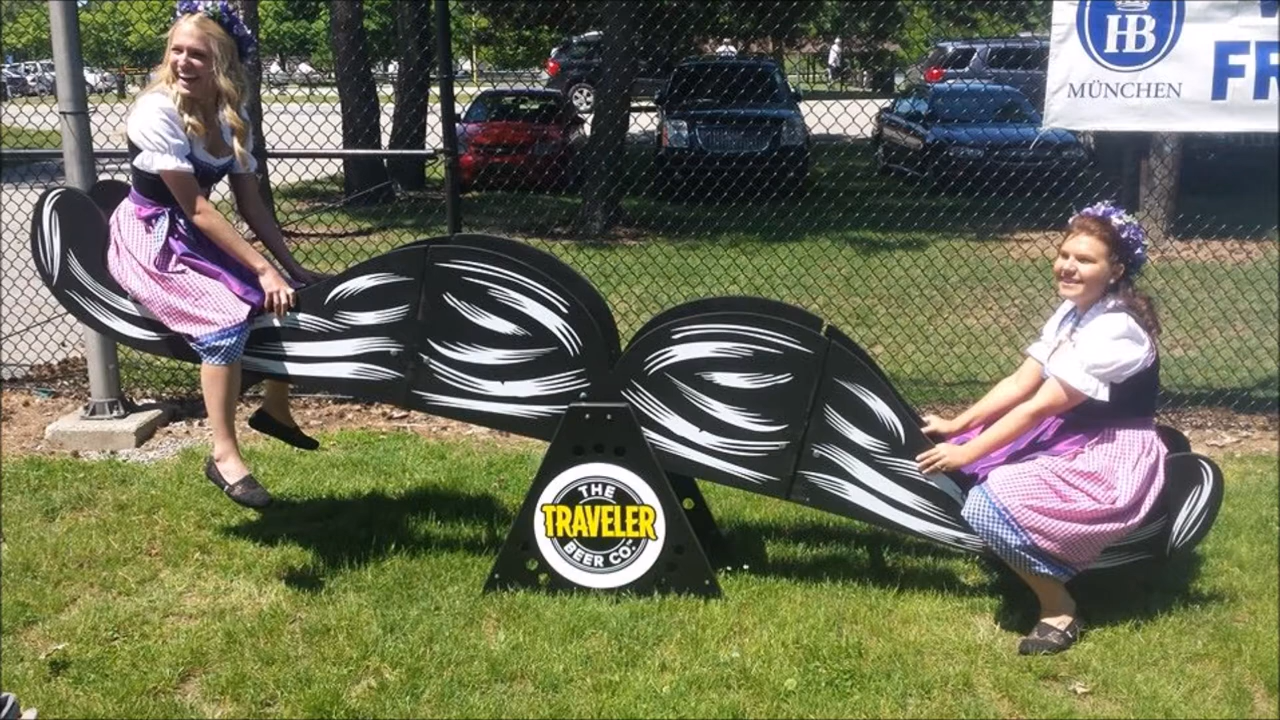 HB
MÜNCHEN
FR
THE
TRAVELER
BEER CO.